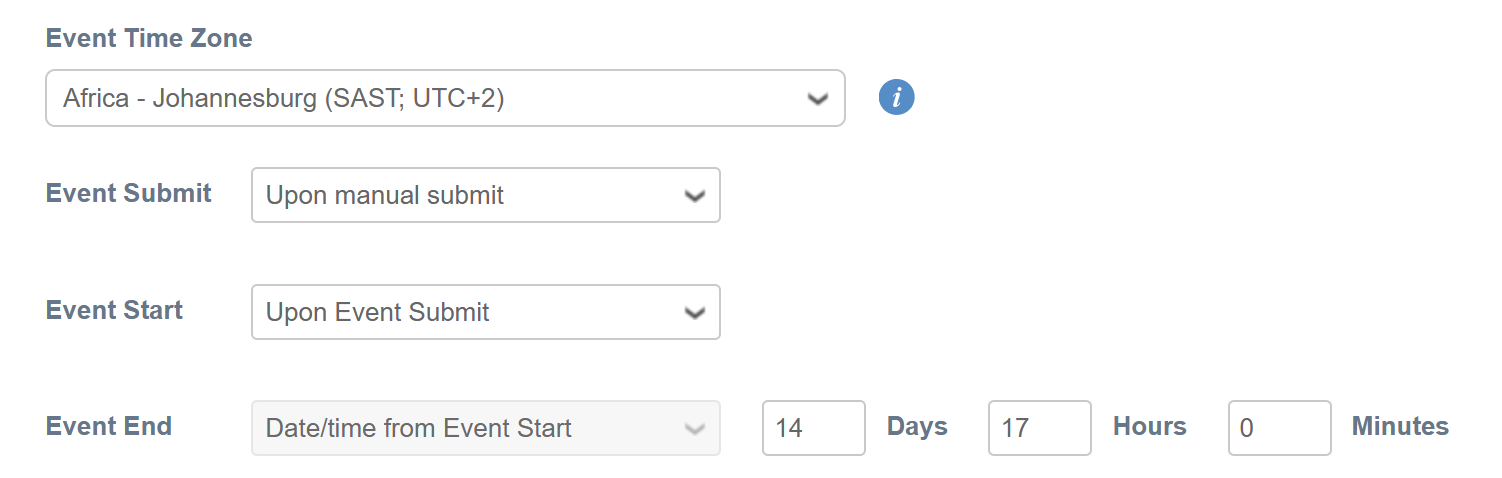 Event Time Zone
Africa - Johannesburg (SAST; UTC+2)
i
Event Submit Upon manual submit
Event Start Upon Event Submit
Event End Date/time from Event Start 14 Days 17 Hours 0 Minutes